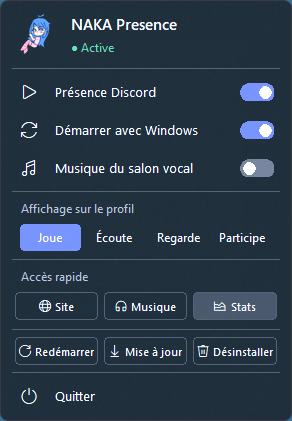 NAKA Presence
● Active
Présence Discord
Démarrer avec Windows
Musique du salon vocal
Affichage sur le profil
Joue Écoute Regarde Participe
Accès rapide
Site Musique Stats
Redémarrer Mise à jour Désinstaller
Quitter